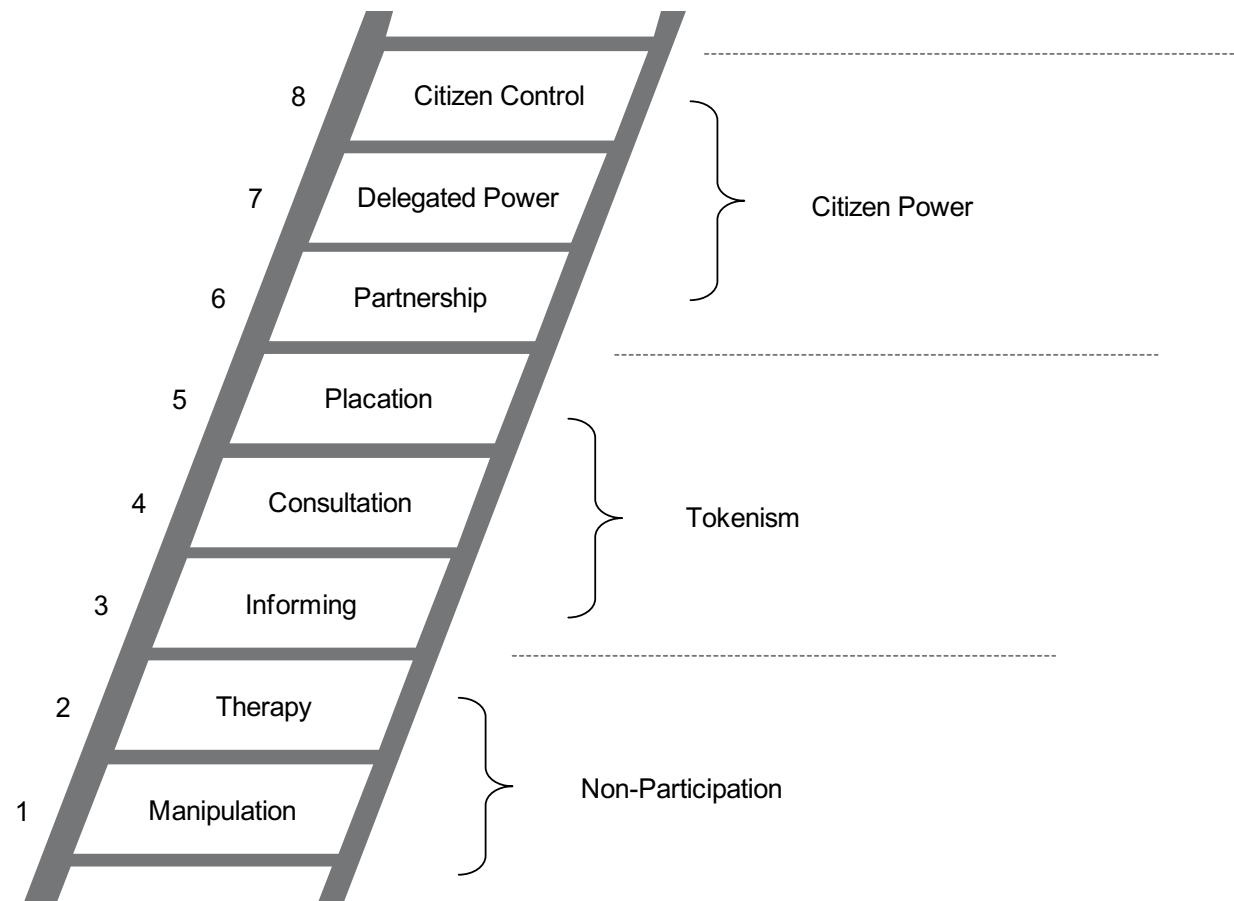 8
Citizen Control
7
Delegated Power
Citizen Power
6
Partnership
5
Placation
4
Consultation
Tokenism
3
Informing
2
Therapy
Non-Participation
1
Manipulation